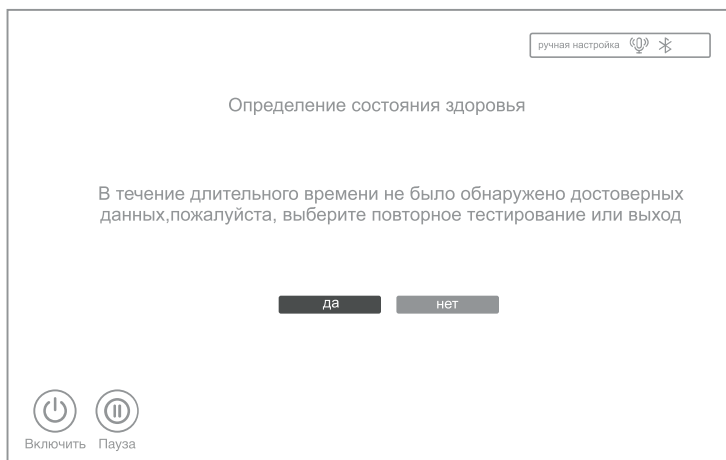 ручная настройка
Определение состояния здоровья
В течение длительного времени не было обнаружено достоверных
данных,пожалуйста, выберите повторное тестирование или выход
да нет
Включить Пауза